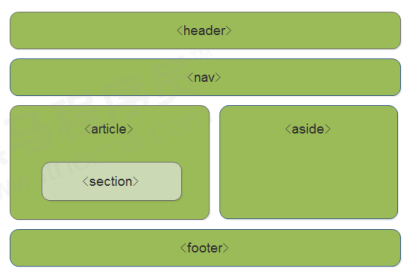 <header>
<nav>
<article>
<aside>
<section>
<footer>